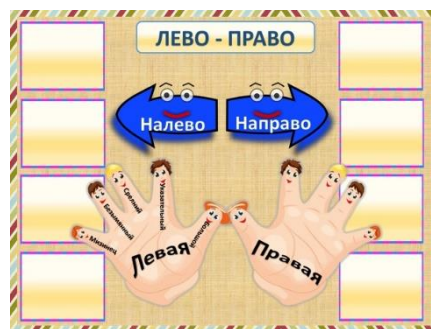 ЛЕВО - ПРАВО
Налево
Направо
Мизинец
Безымянный
Средний
Указательный
Большой
Левая
Правая